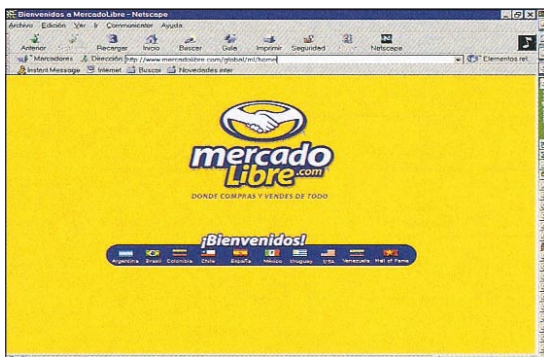 Bienvenidos a MercadoLibre - Netscape
Archivo Edición Ver Ir Communicator Ayuda
Anterior Recargar Inicio Buscar Guía Imprimir Seguridad Netscape
Marcadores Dirección http://www.mercadolibre.com/global/ml/home Elementos rel.
Instant Message Internet Buscar Novedades
mercado
Libre.com
DONDE COMPRAS Y VENDES DE TODO
¡Bienvenidos!
Argentina Brasil Colombia Chile España México Uruguay USA Venezuela Hall of Fame